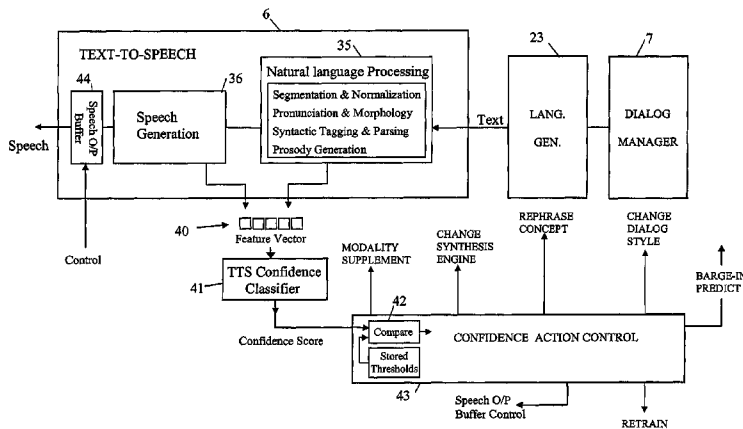 6
TEXT-TO-SPEECH
35
23
7
44
36
Natural language Processing
Segmentation & Normalization
Pronunciation & Morphology
Syntactic Tagging & Parsing
Prosody Generation
Speech O/P
Buffer
Speech
Generation
Speech
Text
LANG.
GEN.
DIALOG
MANAGER
Control
40
Feature Vector
41
TTS Confidence
Classifier
Confidence Score
MODALITY
SUPPLEMENT
CHANGE
SYNTHESIS
ENGINE
REPHRASE
CONCEPT
CHANGE
DIALOG
STYLE
BARGE-IN
PREDICT
42
Compare
Stored
Thresholds
CONFIDENCE ACTION CONTROL
43
Speech O/P
Buffer Control
RETRAIN